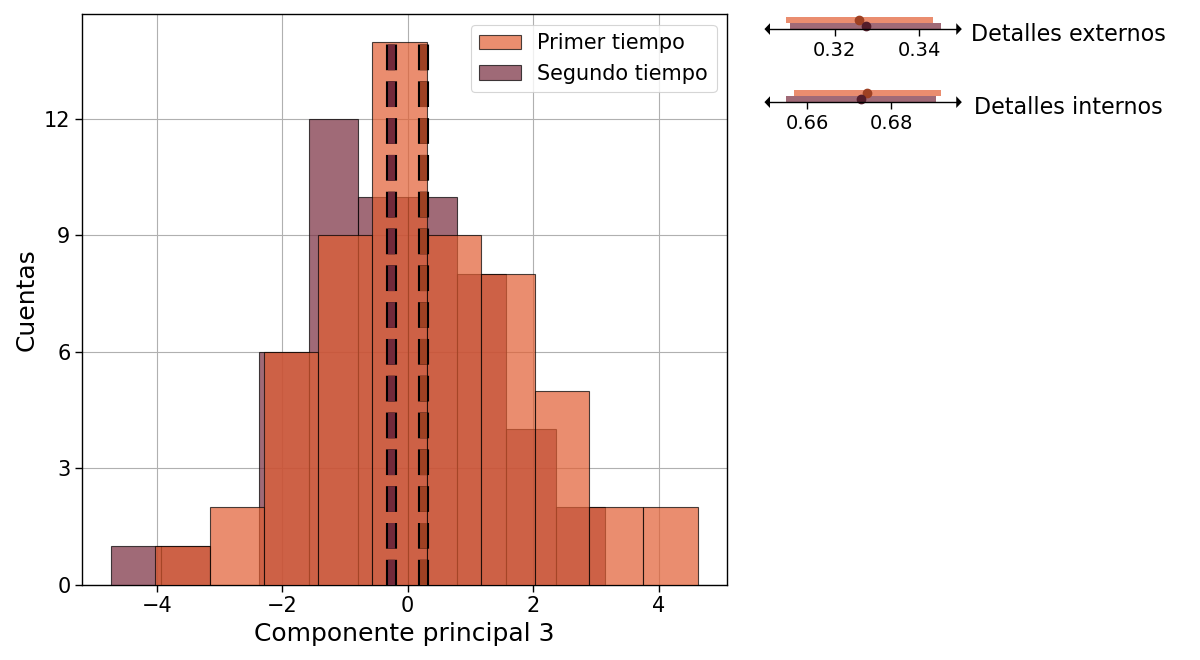 Primer tiempo
Segundo tiempo
12
9
6
3
0
Cuentas
−4
−2
0
2
4
Componente principal 3
0.32
0.34
Detalles externos
0.66
0.68
Detalles internos